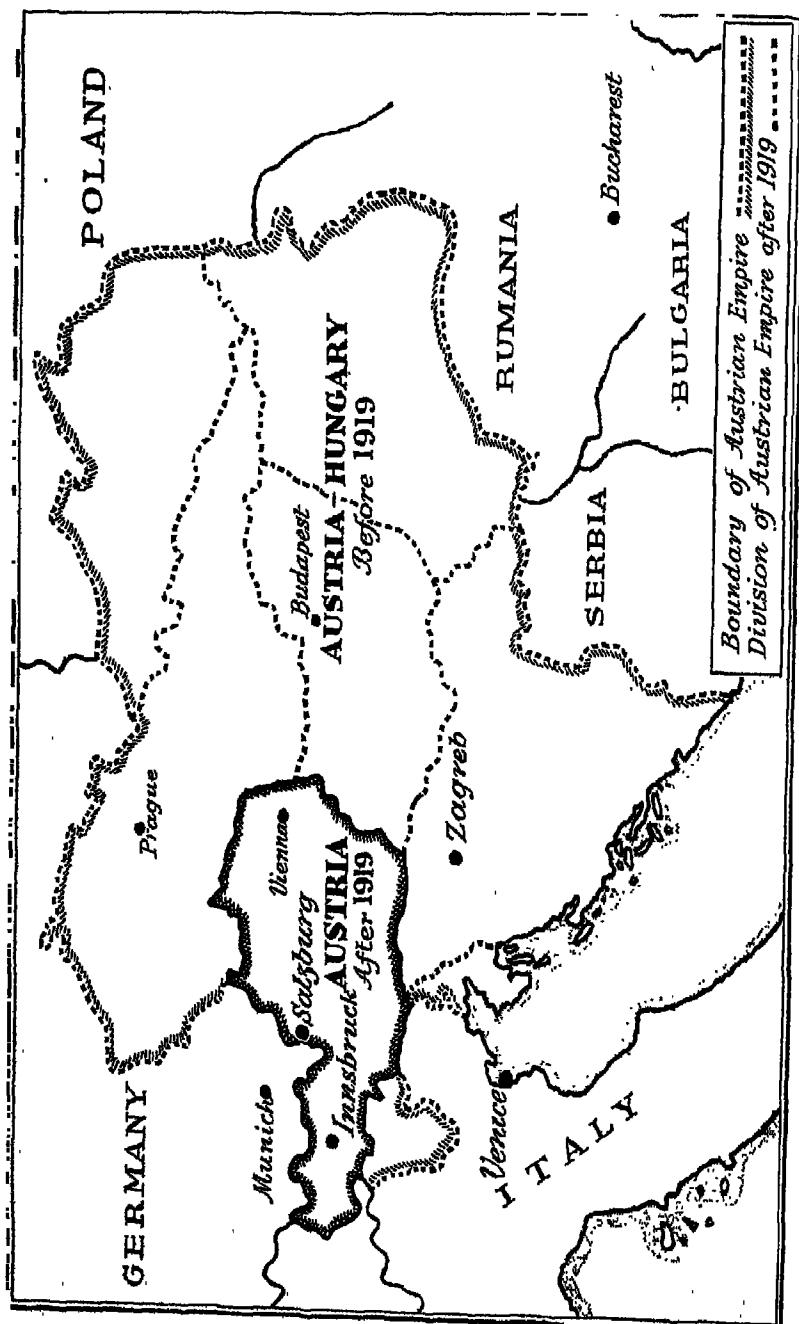 POLAND
GERMANY
Prague
Munich
Salzburg
Vienna
Innsbruck
AUSTRIA
After 1919
Budapest
AUSTRIA-HUNGARY
Before 1919
Zagreb
Venice
ITALY
RUMANIA
SERBIA
Bucharest
BULGARIA
Boundary of Austrian Empire
Division of Austrian Empire after 1919